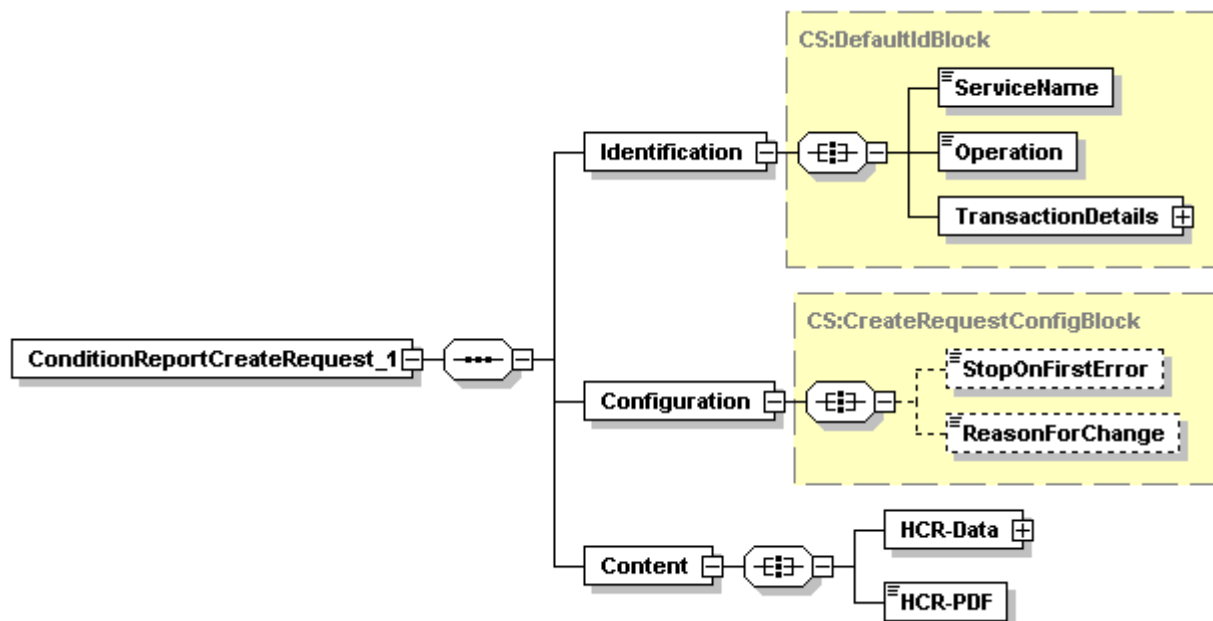 CS:DefaultIdBlock
ServiceName
Identification
Operation
TransactionDetails
CS:CreateRequestConfigBlock
ConditionReportCreateRequest_1
StopOnFirstError
Configuration
ReasonForChange
HCR-Data
Content
HCR-PDF